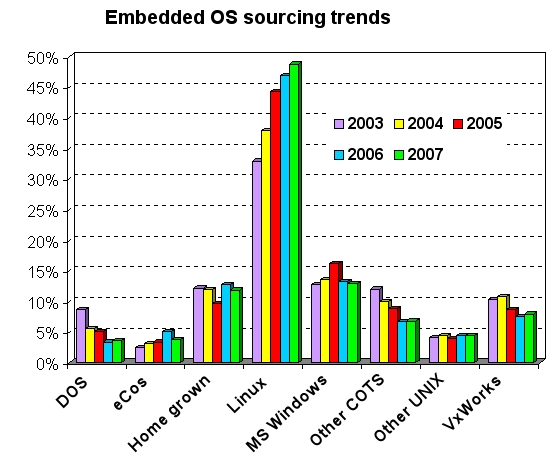 Embedded OS sourcing trends
50%
45%
40%
35%
30%
25%
20%
15%
10%
5%
0%
2003 2004 2005
2006 2007
DOS
eCos
Home grown
Linux
MS Windows
Other COTS
Other UNIX
VxWorks